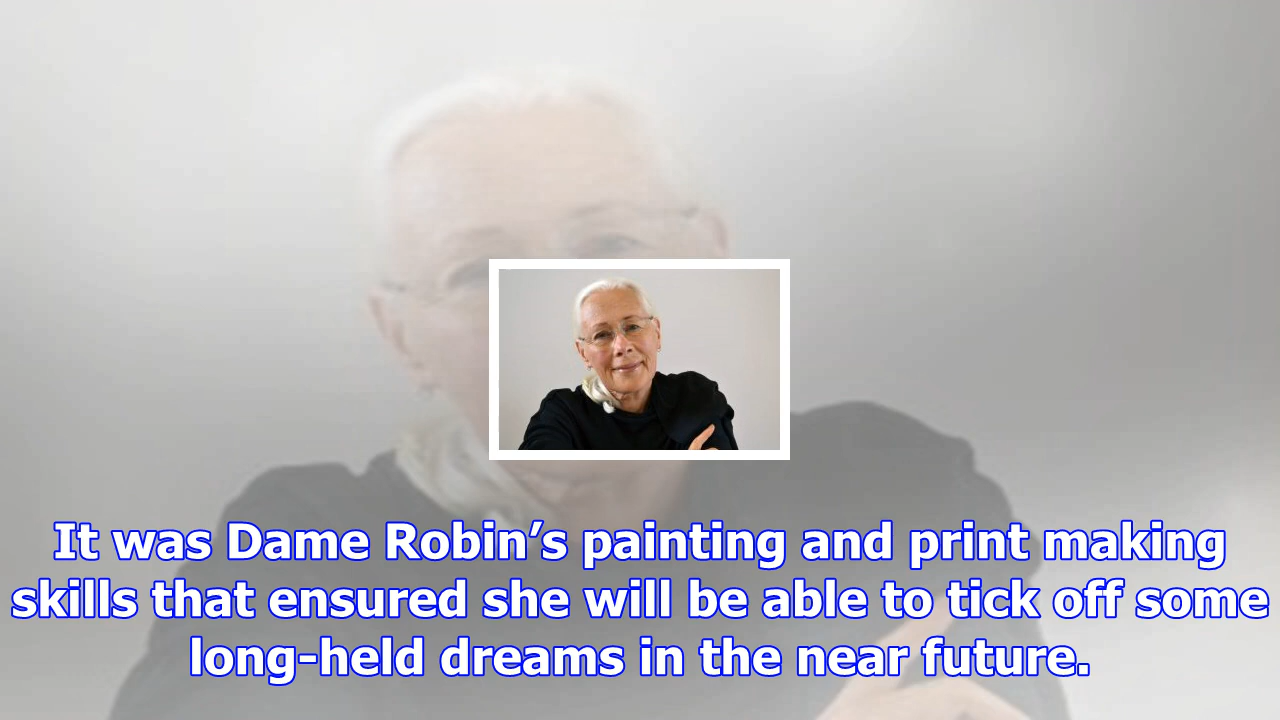 It was Dame Robin’s painting and print making
skills that ensured she will be able to tick off some
long-held dreams in the near future.